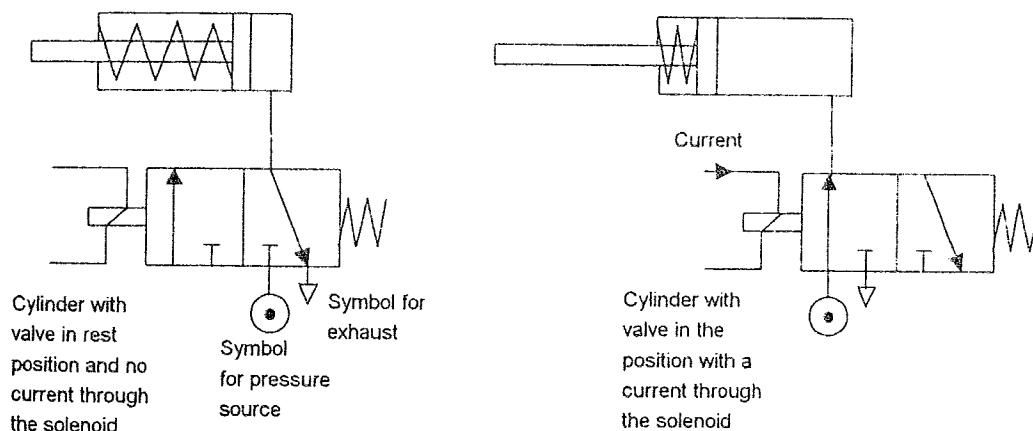 Current
Cylinder with
valve in rest
position and no
current through
the solenoid
Symbol
for pressure
source
Symbol for
exhaust
Cylinder with
valve in the
position with a
current through
the solenoid